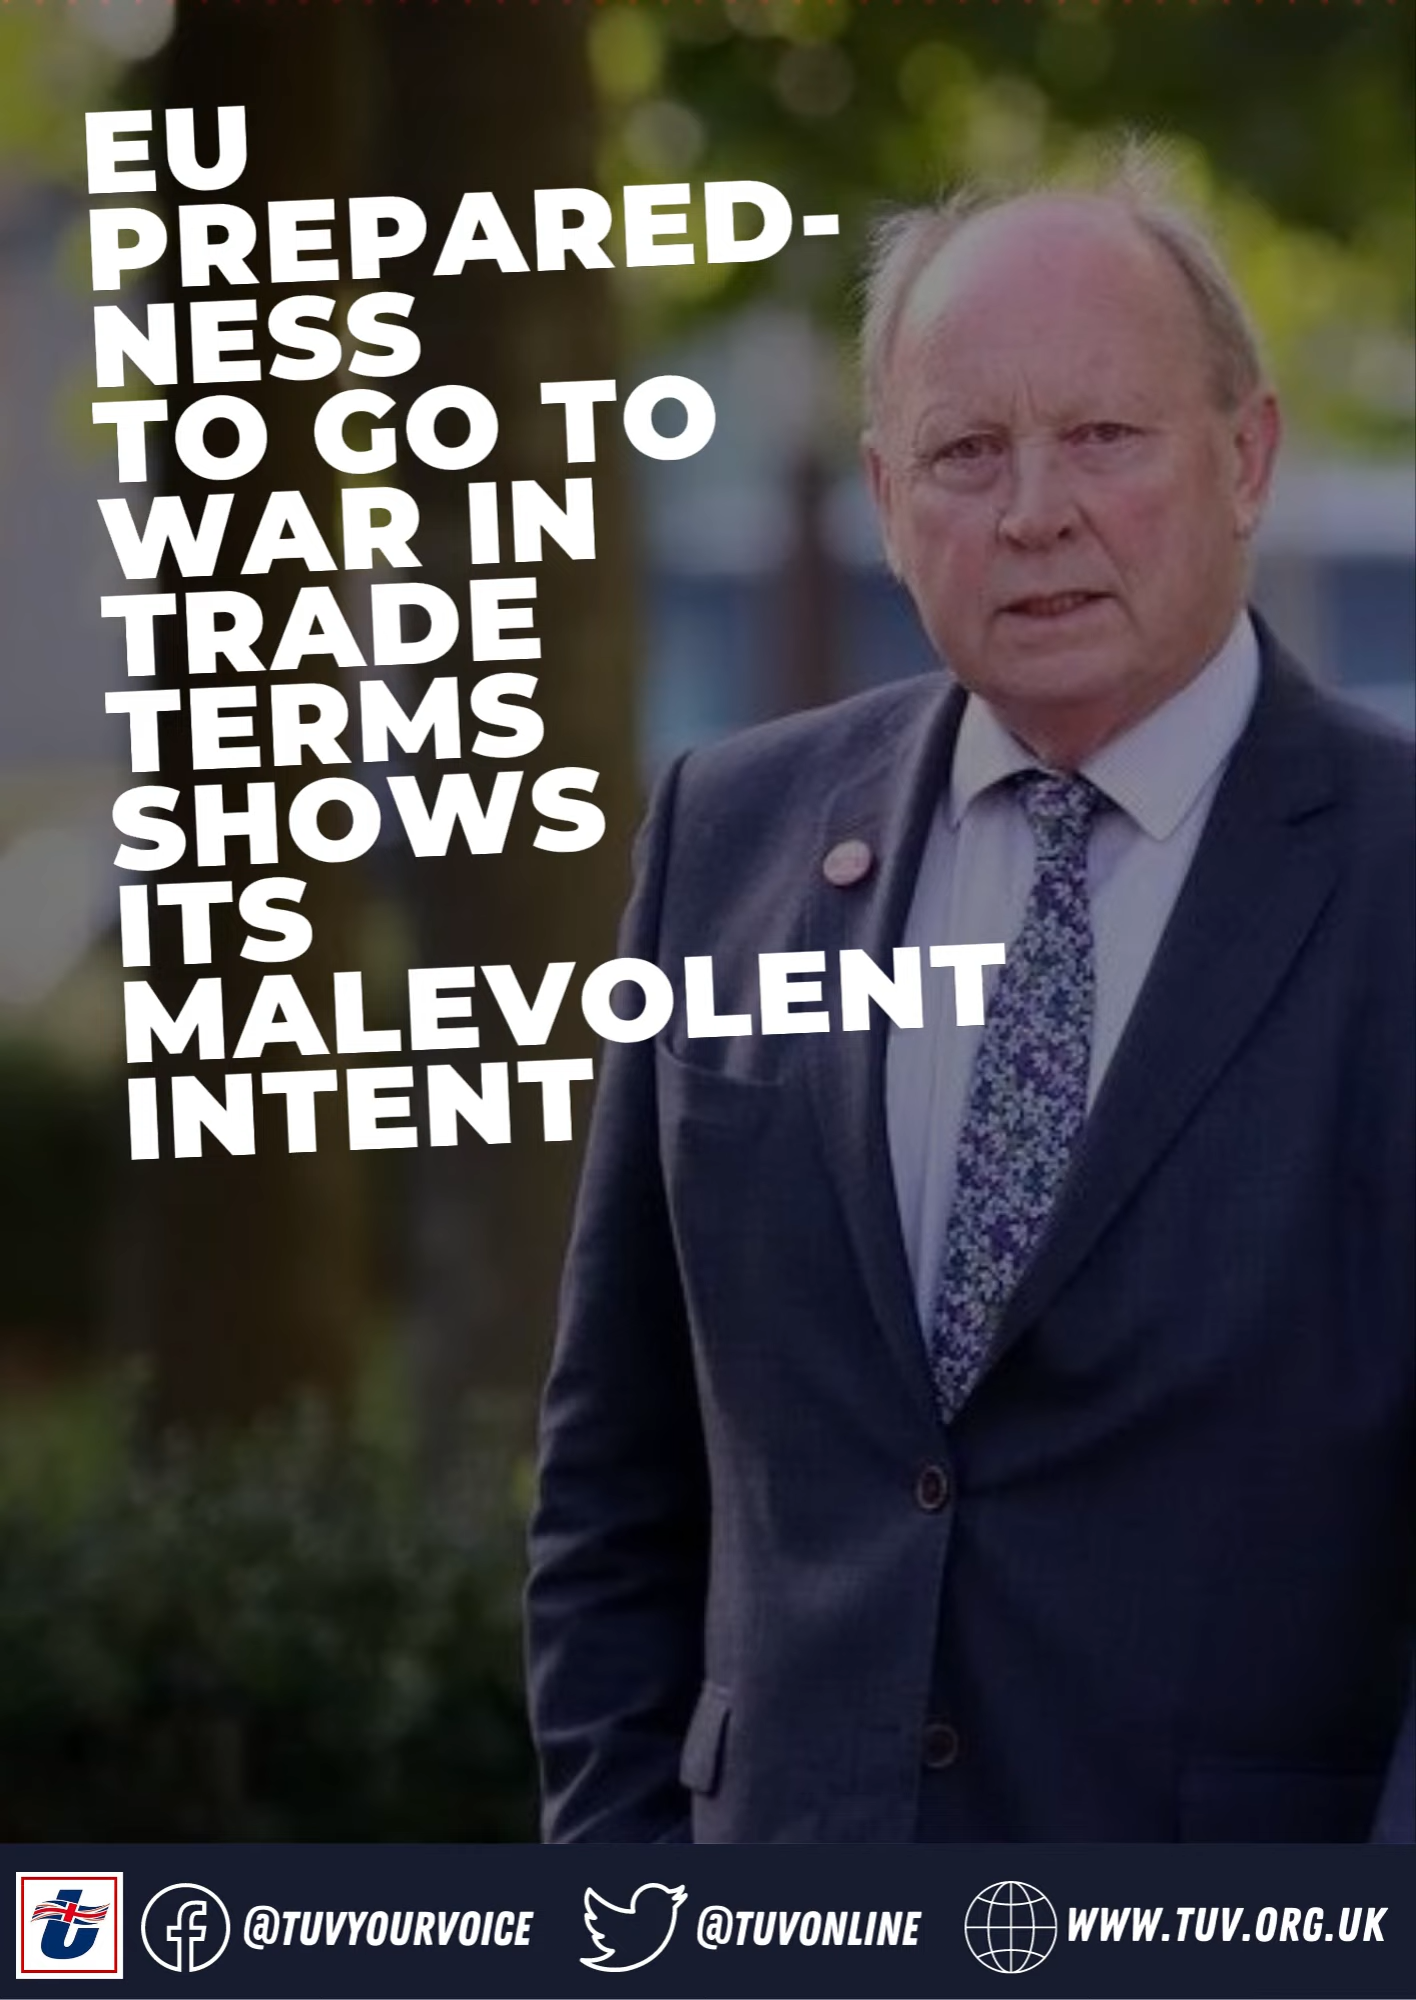 EU
PREPARED-
NESS
TO GO TO
WAR IN
TRADE
TERMS
SHOWS
ITS
MALEVOLENT
INTENT
t
@TUVYOURVOICE
@TUVONLINE
WWW.TUV.ORG.UK